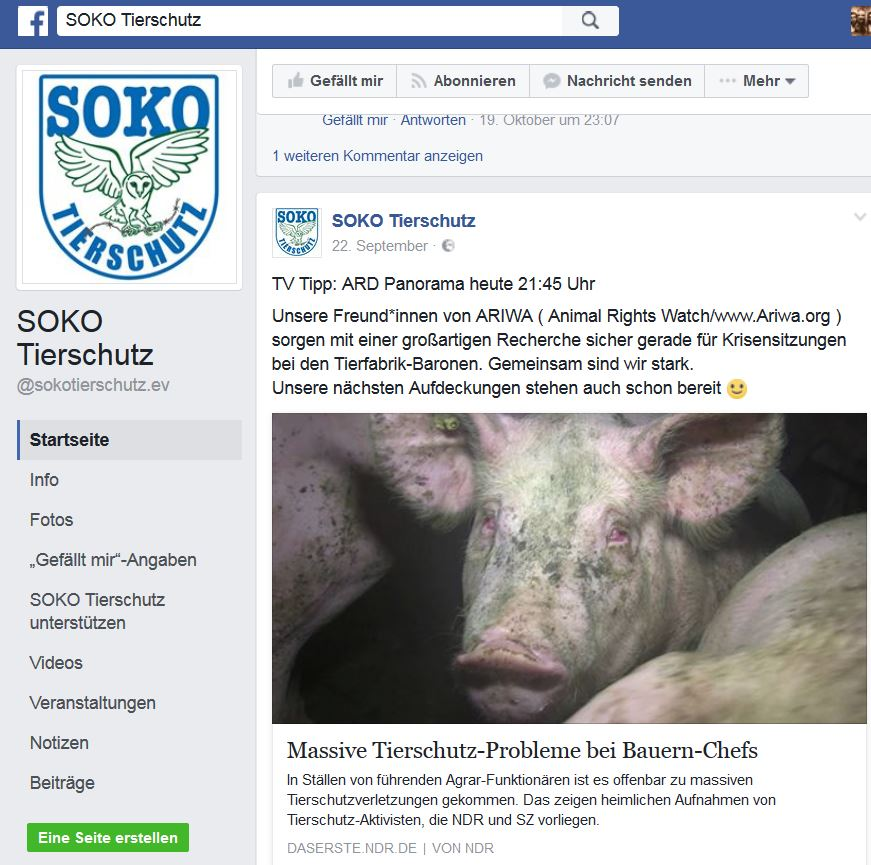 SOKO Tierschutz
SOKO
TIERSCHUTZ
SOKO
Tierschutz
@sokotierschutz.ev
Startseite
Info
Fotos
„Gefällt mir“-Angaben
SOKO Tierschutz
unterstützen
Videos
Veranstaltungen
Notizen
Beiträge
Eine Seite erstellen
Gefällt mir
Abonnieren
Nachricht senden
Mehr
Gefällt mir · Antworten · 19. Oktober um 23:07
1 weiteren Kommentar anzeigen
SOKO
TIERSCHUTZ
SOKO Tierschutz
22. September ·
TV Tipp: ARD Panorama heute 21:45 Uhr
Unsere Freund*innen von ARIWA ( Animal Rights Watch/www.Ariwa.org )
sorgen mit einer großartigen Recherche sicher gerade für Krisensitzungen
bei den Tierfabrik-Baronen. Gemeinsam sind wir stark.
Unsere nächsten Aufdeckungen stehen auch schon bereit
Massive Tierschutz-Probleme bei Bauern-Chefs
In Ställen von führenden Agrar-Funktionären ist es offenbar zu massiven
Tierschutzverletzungen gekommen. Das zeigen heimlichen Aufnahmen von
Tierschutz-Aktivisten, die NDR und SZ vorliegen.
DASERSTE.NDR.DE | VON NDR